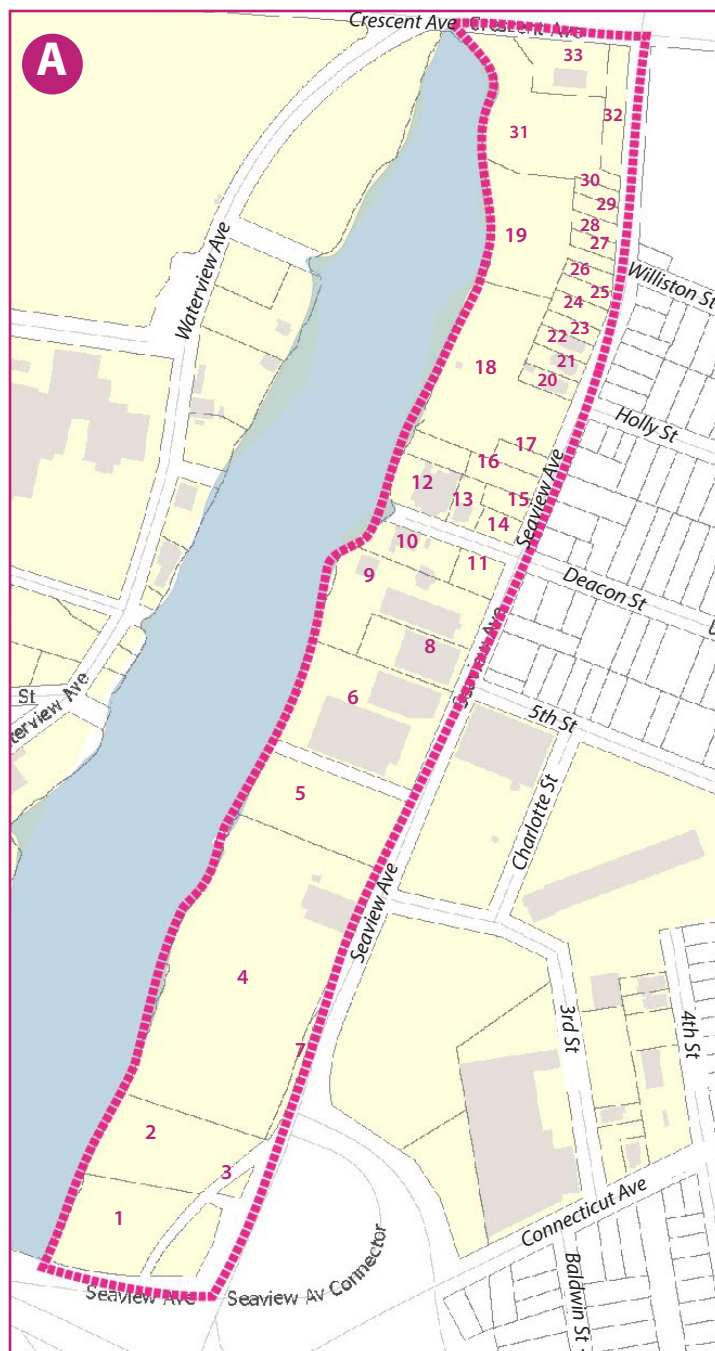 Crescent Ave
Crescent Ave
A
33
32
31
30
29
19
28
27
Waterview Ave
26
Williston St
25
24
23
22
21
18
20
Holly St
17
16
Seaview Ave
12
13
15
14
10
11
9
Deacon St
8
Seaview Ave
St
6
terview Ave
5th St
5
Charlotte St
Seaview Ave
4
3rd St
4th St
7
2
3
1
Connecticut Ave
Seaview Ave
Seaview Av Connector
Baldwin St